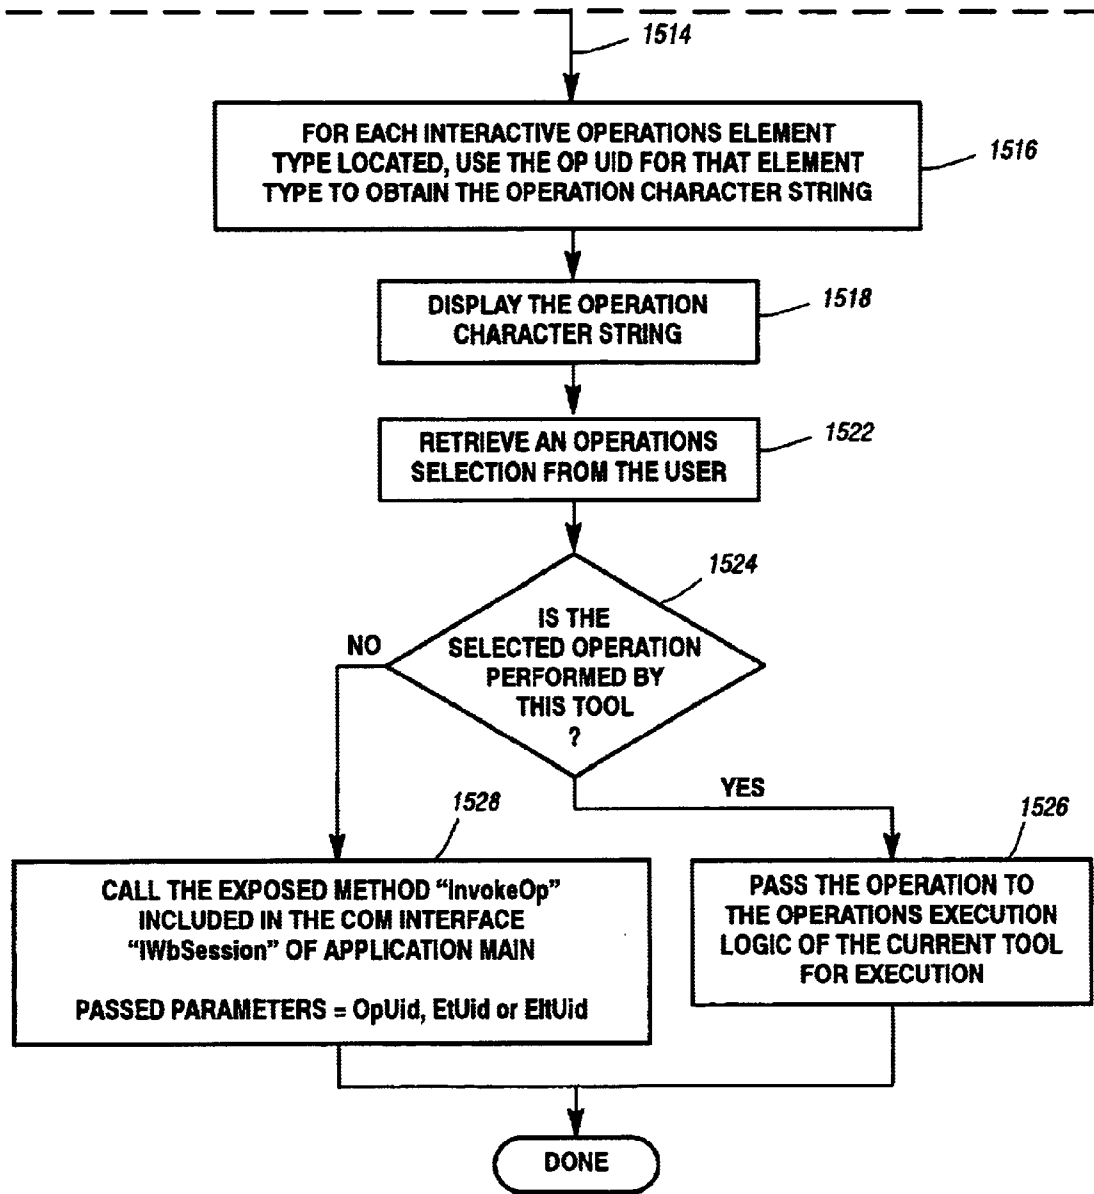 1514
FOR EACH INTERACTIVE OPERATIONS ELEMENT
TYPE LOCATED, USE THE OP UID FOR THAT ELEMENT
TYPE TO OBTAIN THE OPERATION CHARACTER STRING
1516
DISPLAY THE OPERATION
CHARACTER STRING
1518
RETRIEVE AN OPERATIONS
SELECTION FROM THE USER
1522
IS THE
SELECTED OPERATION
PERFORMED BY
THIS TOOL
?
1524
NO
YES
CALL THE EXPOSED METHOD “InvokeOp”
INCLUDED IN THE COM INTERFACE
“IWbSession” OF APPLICATION MAIN
PASSED PARAMETERS = OpUid, EtUid or EltUid
1528
PASS THE OPERATION TO
THE OPERATIONS EXECUTION
LOGIC OF THE CURRENT TOOL
FOR EXECUTION
1526
DONE